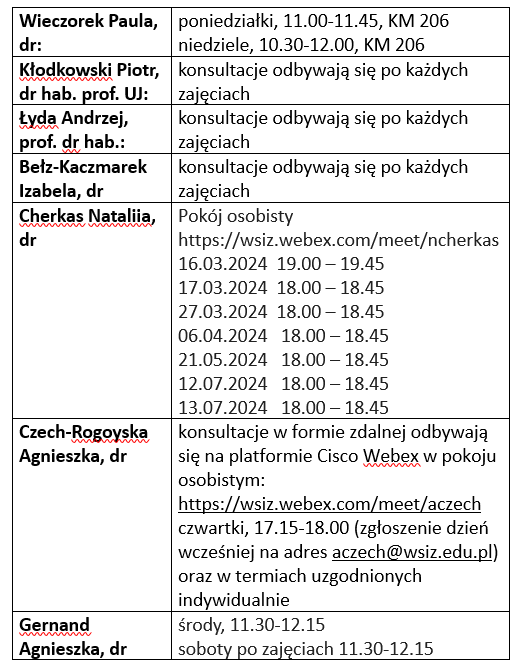 Wieczorek Paula,
dr:
poniedziałki, 11.00-11.45, KM 206
niedziele, 10.30-12.00, KM 206
Kłodkowski Piotr,
dr hab. prof. UJ:
konsultacje odbywają się po każdych
zajęciach
Łyda Andrzej,
prof. dr hab.:
konsultacje odbywają się po każdych
zajęciach
Bełz-Kaczmarek
Izabela, dr
konsultacje odbywają się po każdych
zajęciach
Cherkas Nataliia,
dr
Pokój osobisty
https://wsiz.webex.com/meet/ncherkas
16.03.2024 19.00 – 19.45
17.03.2024 18.00 – 18.45
27.03.2024 18.00 – 18.45
06.04.2024 18.00 – 18.45
21.05.2024 18.00 – 18.45
12.07.2024 18.00 – 18.45
13.07.2024 18.00 – 18.45
Czech-Rogoyska
Agnieszka, dr
konsultacje w formie zdalnej odbywają
się na platformie Cisco Webex w pokoju
osobistym:
https://wsiz.webex.com/meet/aczech
czwartki, 17.15-18.00 (zgłoszenie dzień
wcześniej na adres aczech@wsiz.edu.pl)
oraz w termiach uzgodnionych
indywidualnie
Gernand
Agnieszka, dr
środy, 11.30-12.15
soboty po zajęciach 11.30-12.15